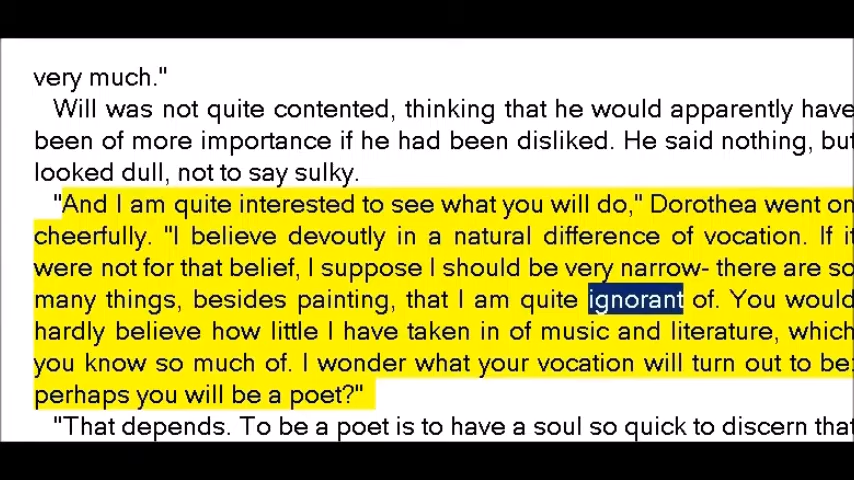 very much."
Will was not quite contented, thinking that he would apparently have
been of more importance if he had been disliked. He said nothing, but
looked dull, not to say sulky.
"And I am quite interested to see what you will do," Dorothea went on
cheerfully. "I believe devoutly in a natural difference of vocation. If it
were not for that belief, I suppose I should be very narrow- there are so
many things, besides painting, that I am quite ignorant of. You would
hardly believe how little I have taken in of music and literature, which
you know so much of. I wonder what your vocation will turn out to be:
perhaps you will be a poet?"
"That depends. To be a poet is to have a soul so quick to discern that